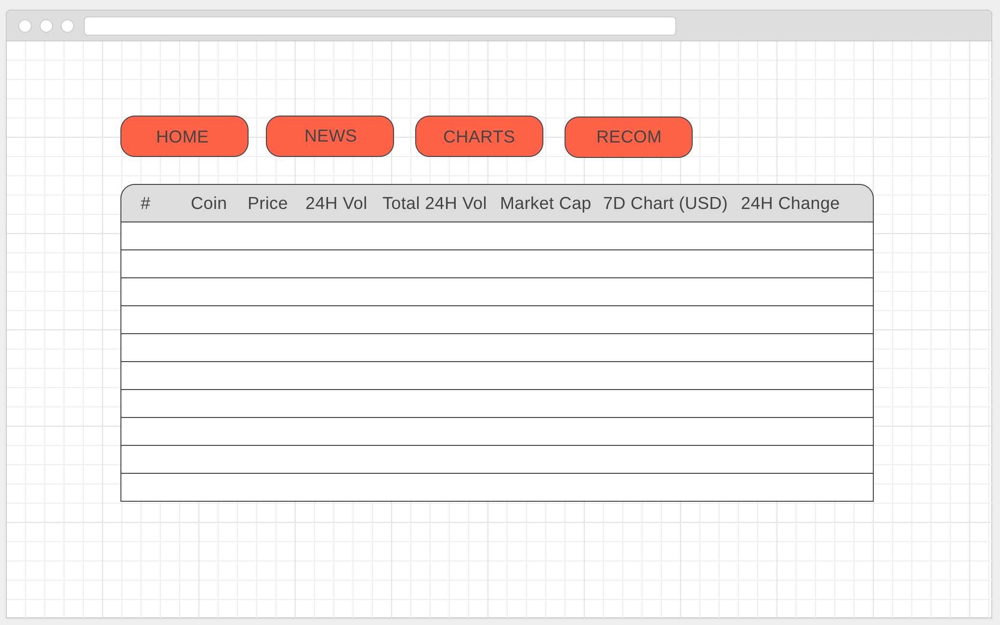 HOME NEWS CHARTS RECOM
# Coin Price 24H Vol Total 24H Vol Market Cap 7D Chart (USD) 24H Change